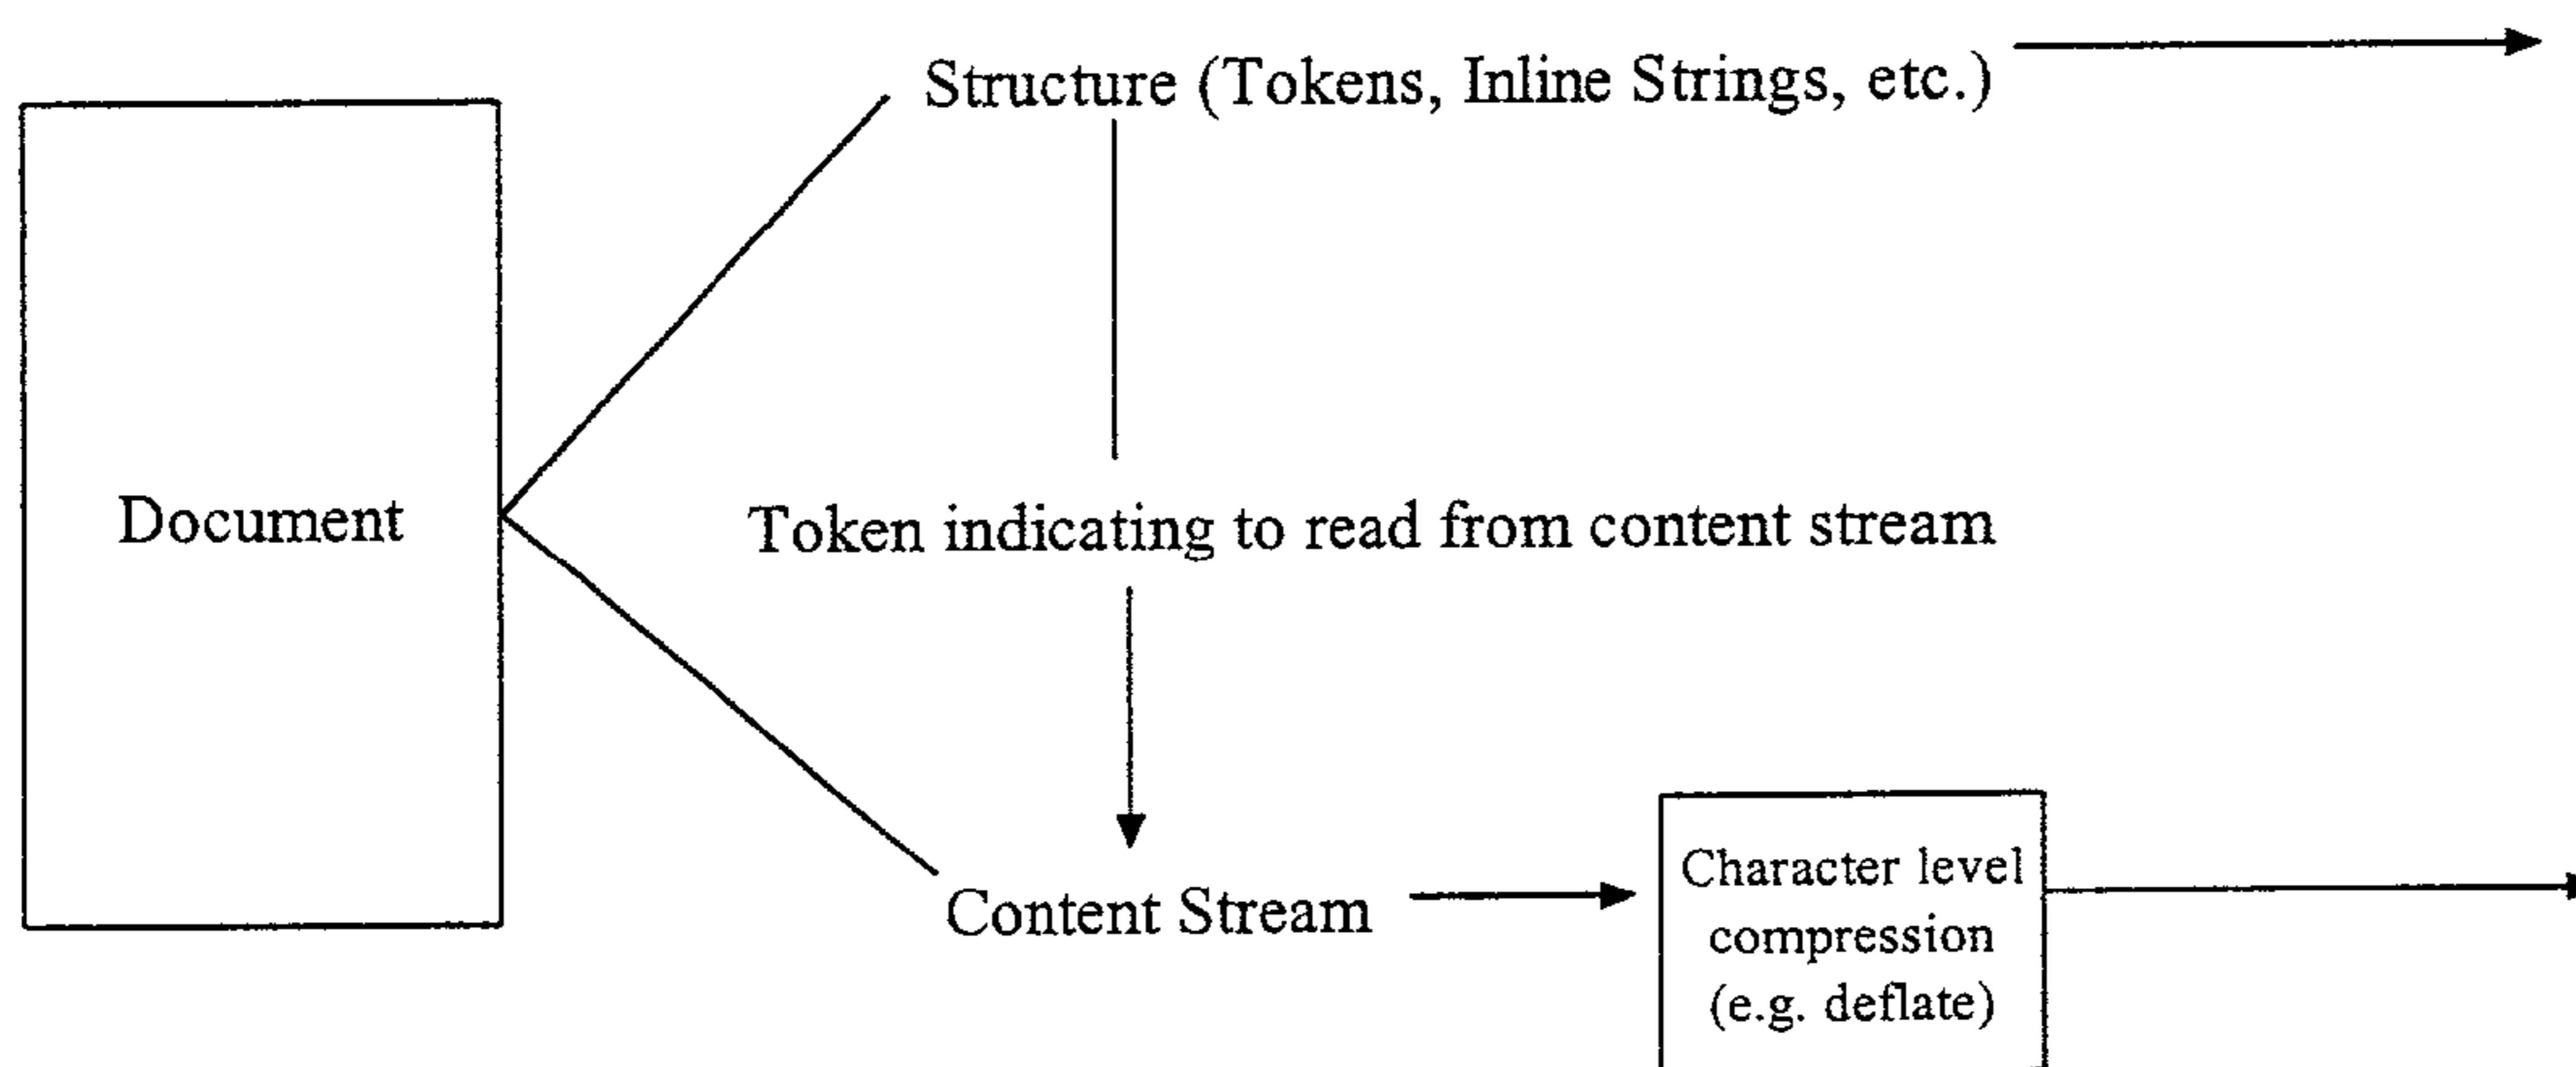 Structure (Tokens, Inline Strings, etc.)
Document
Token indicating to read from content stream
Content Stream
Character level
compression
(e.g. deflate)